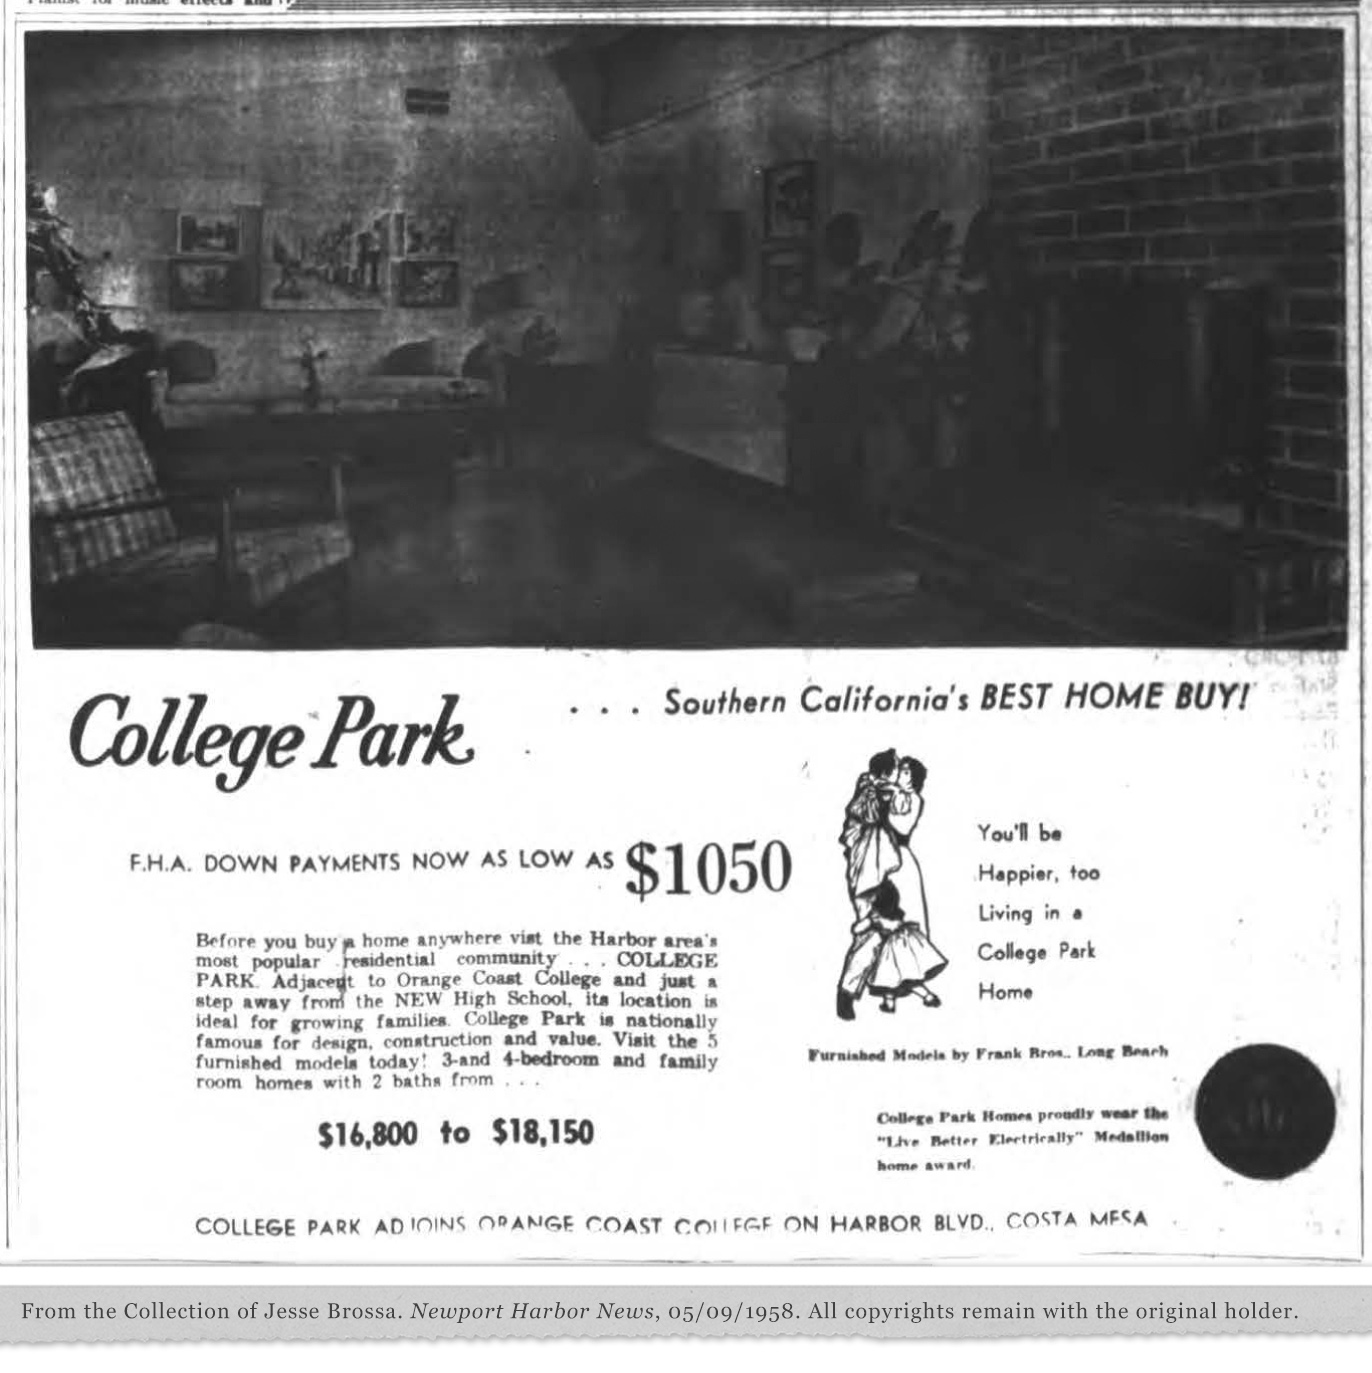 College Park
. . . Southern California's BEST HOME BUY!
F.H.A. DOWN PAYMENTS NOW AS LOW AS $1050
Before you buy a home anywhere vist the Harbor area's
most popular residential community . . . COLLEGE
PARK. Adjacent to Orange Coast College and just a
step away from the NEW High School, its location is
ideal for growing families. College Park is nationally
famous for design, construction and value. Visit the 5
furnished models today! 3-and 4-bedroom and family
room homes with 2 baths from . . .
$16,800 to $18,150
You'll be
Happier, too
Living in a
College Park
Home
Furnished Models by Frank Bros., Long Beach
College Park Homes proudly wear the
"Live Better Electrically" Medallion
home award.
COLLEGE PARK ADJOINS ORANGE COAST COLLEGE ON HARBOR BLVD., COSTA MESA
From the Collection of Jesse Brossa. Newport Harbor News, 05/09/1958. All copyrights remain with the original holder.